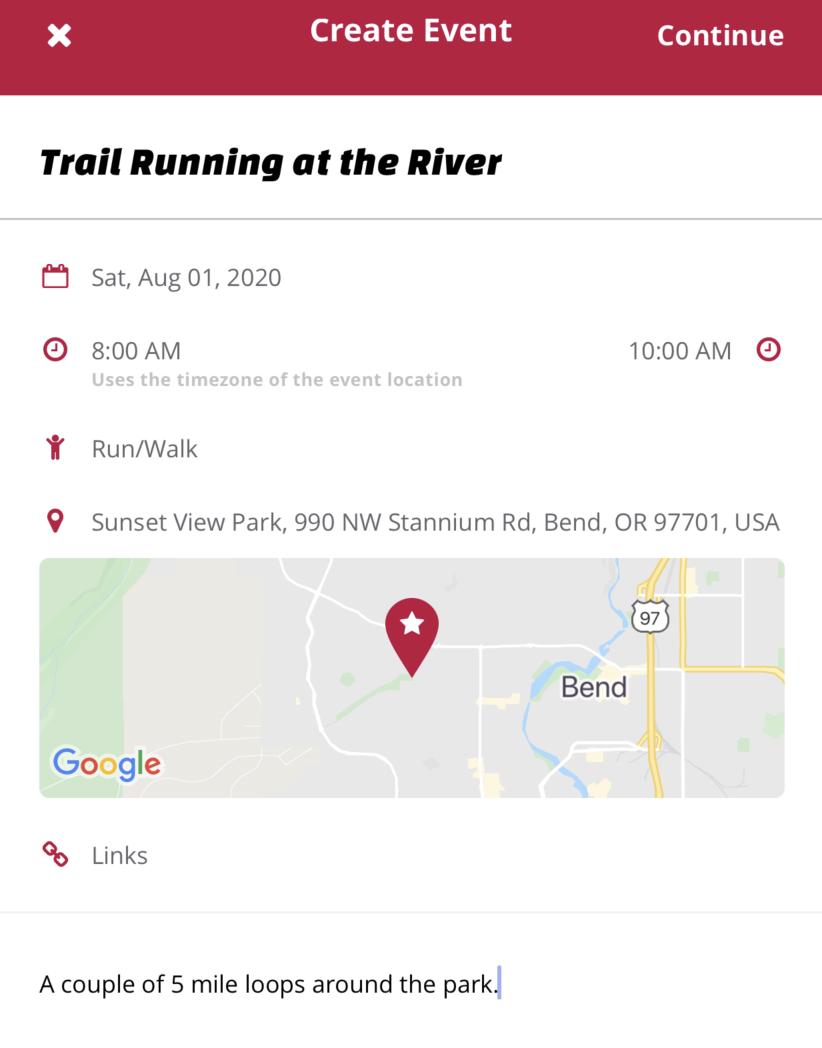 Create Event
Continue
Trail Running at the River
Sat, Aug 01, 2020
8:00 AM
10:00 AM
Uses the timezone of the event location
Run/Walk
Sunset View Park, 990 NW Stannium Rd, Bend, OR 97701, USA
97
Bend
Google
Links
A couple of 5 mile loops around the park.